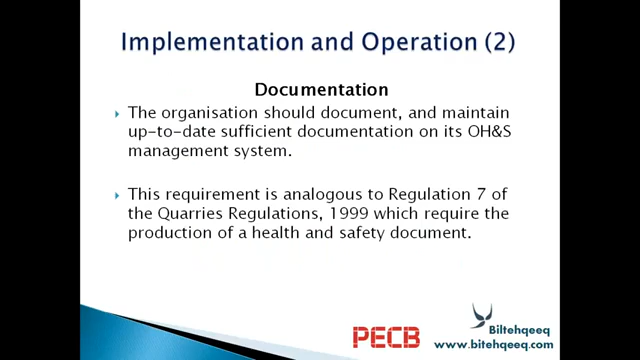 Implementation and Operation (2)
Documentation
The organisation should document, and maintain
up-to-date sufficient documentation on its OH&S
management system.
This requirement is analogous to Regulation 7 of
the Quarries Regulations, 1999 which require the
production of a health and safety document.
PECB
Biltehqeeq
www.bitehqeeq.com